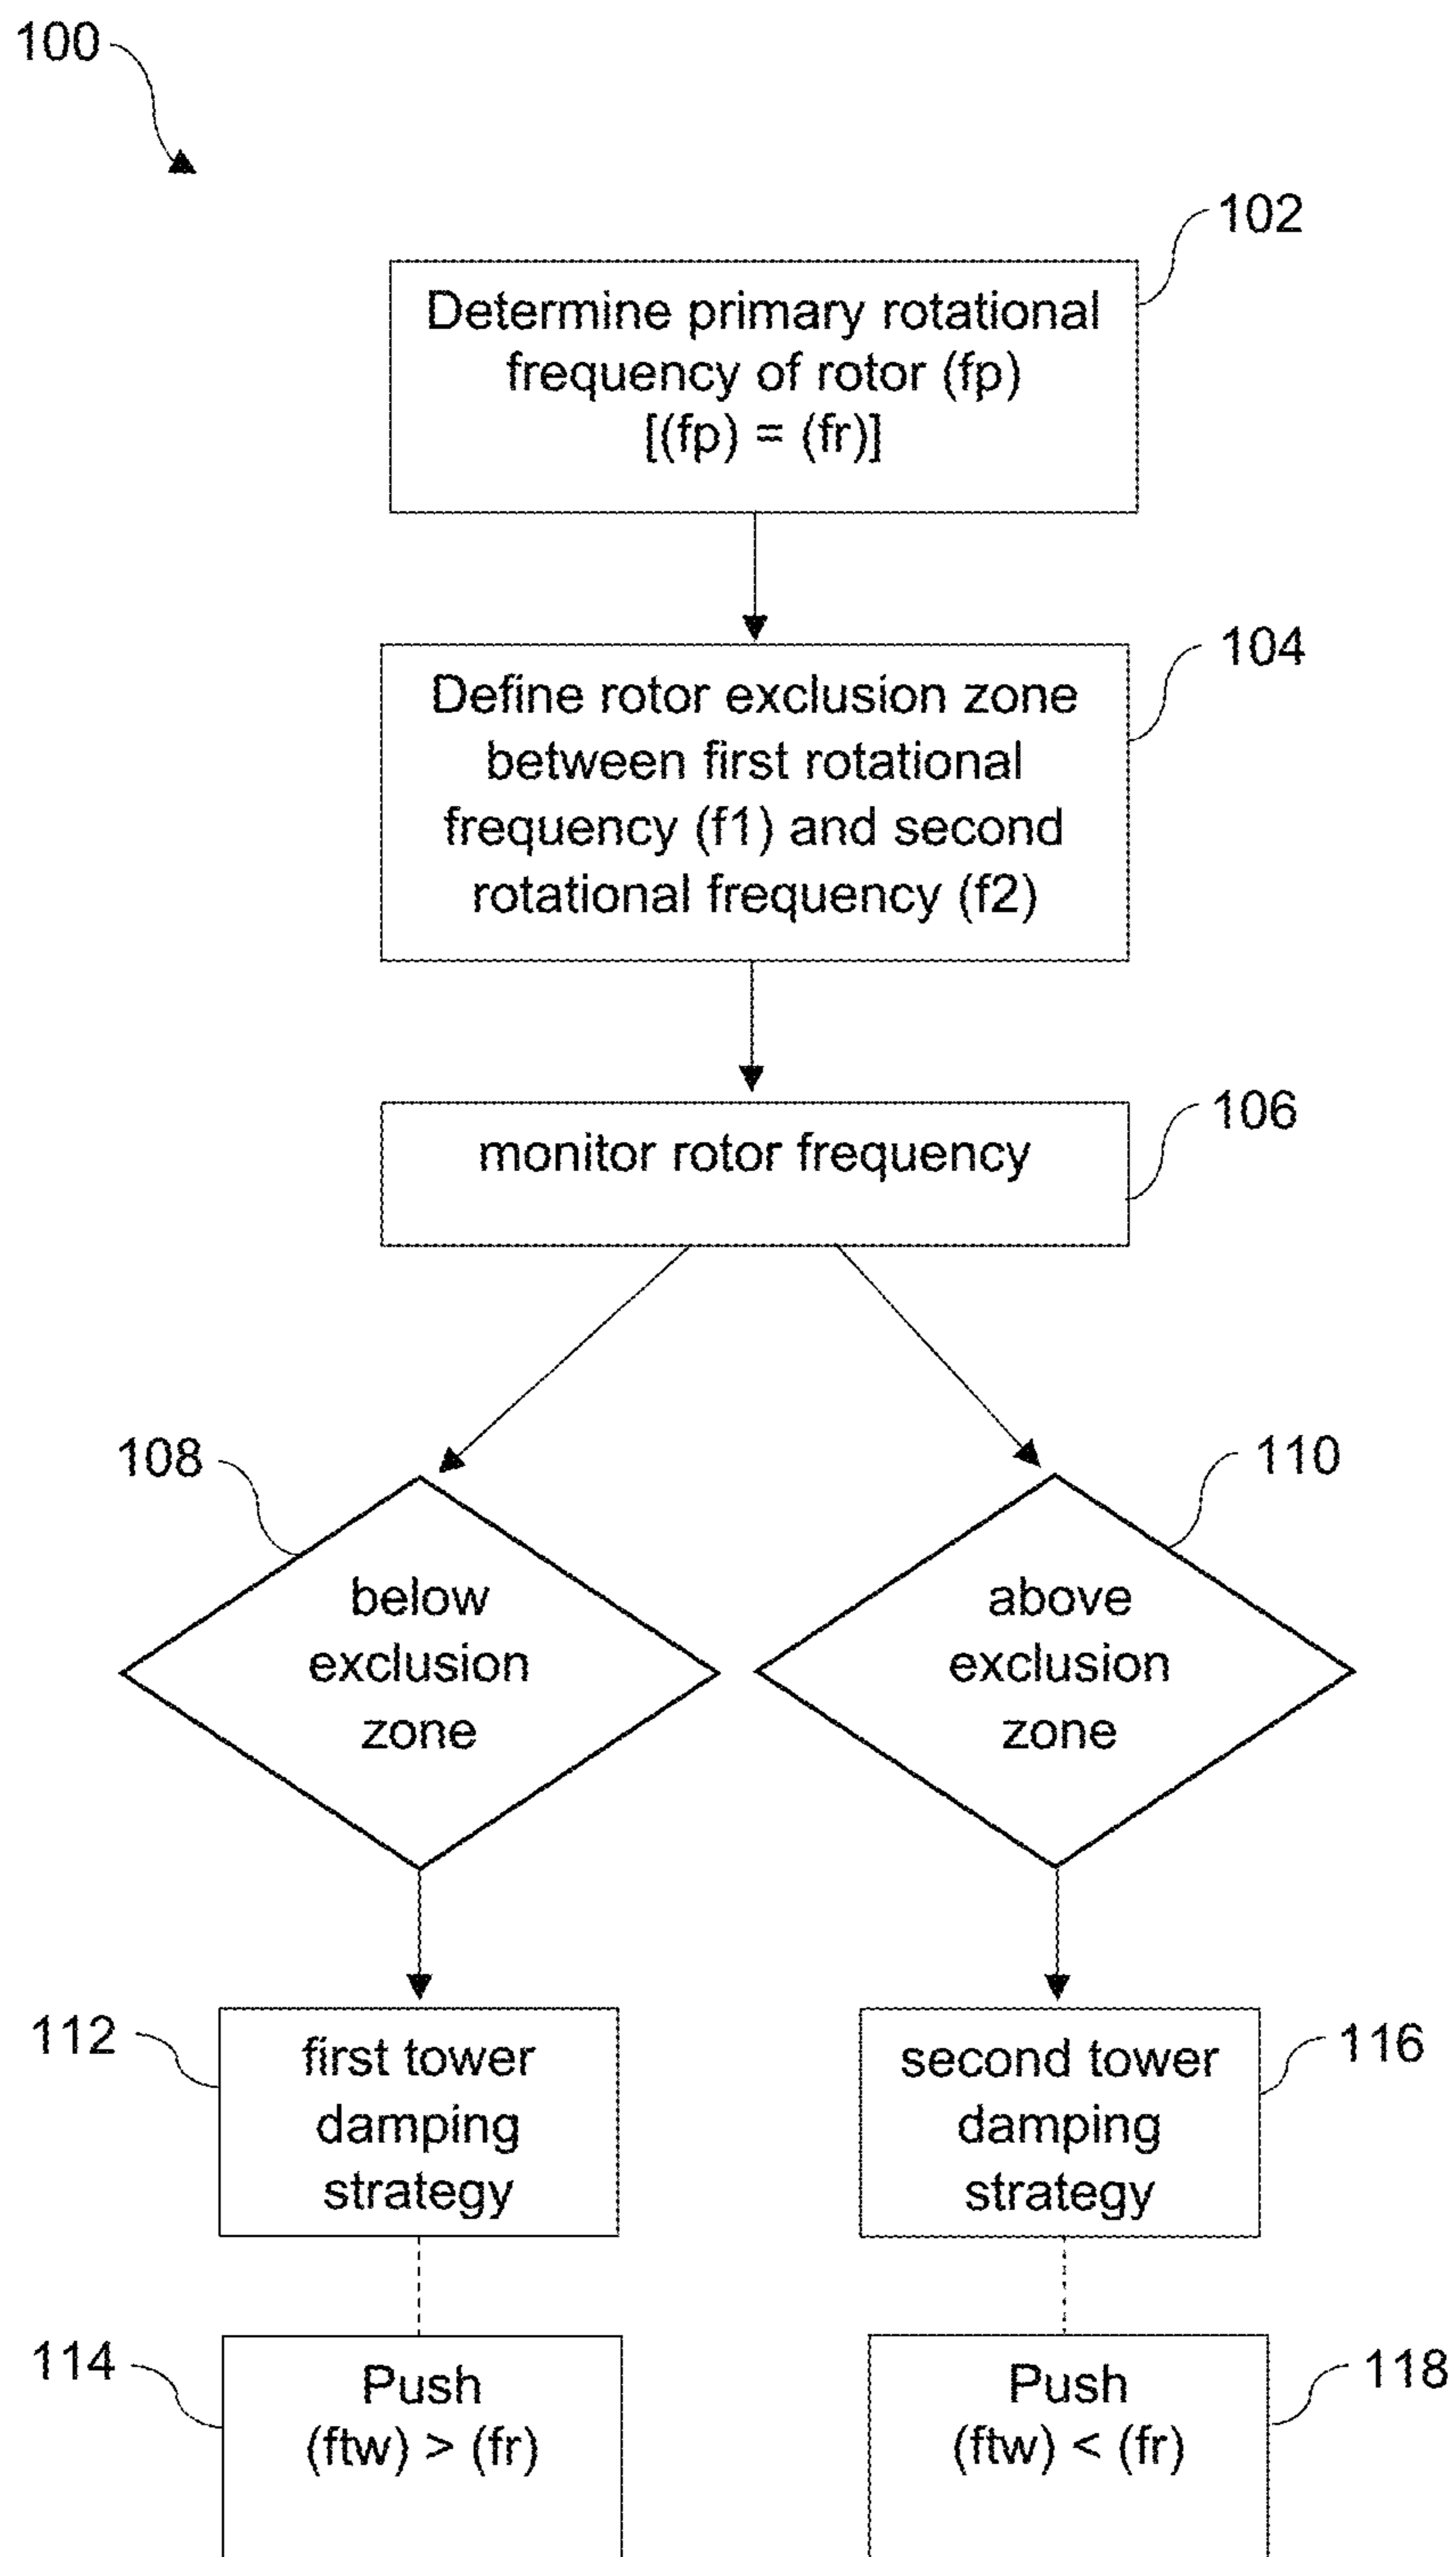 100
102
Determine primary rotational
frequency of rotor (fp)
[(fp) = (fr)]
104
Define rotor exclusion zone
between first rotational
frequency (f1) and second
rotational frequency (f2)
106
monitor rotor frequency
108
below
exclusion
zone
110
above
exclusion
zone
112
first tower
damping
strategy
116
second tower
damping
strategy
114
Push
(ftw) > (fr)
118
Push
(ftw) < (fr)